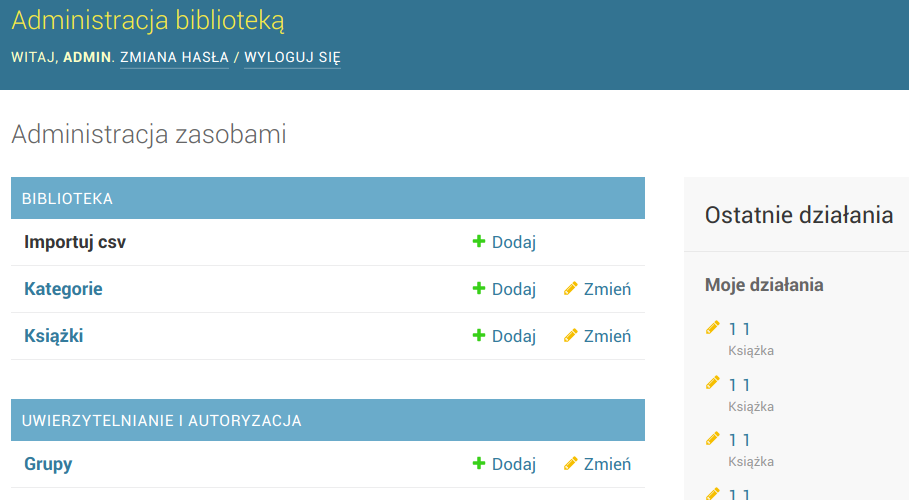 Administracja biblioteką
WITAJ, ADMIN. ZMIANA HASŁA / WYLOGUJ SIĘ
Administracja zasobami
BIBLIOTEKA
Importuj csv Dodaj
Kategorie Dodaj Zmień
Książki Dodaj Zmień
UWIERZYTELNIANIE I AUTORYZACJA
Grupy Dodaj Zmień
Ostatnie działania
Moje działania
1 1
Książka
1 1
Książka
1 1
Książka
1 1